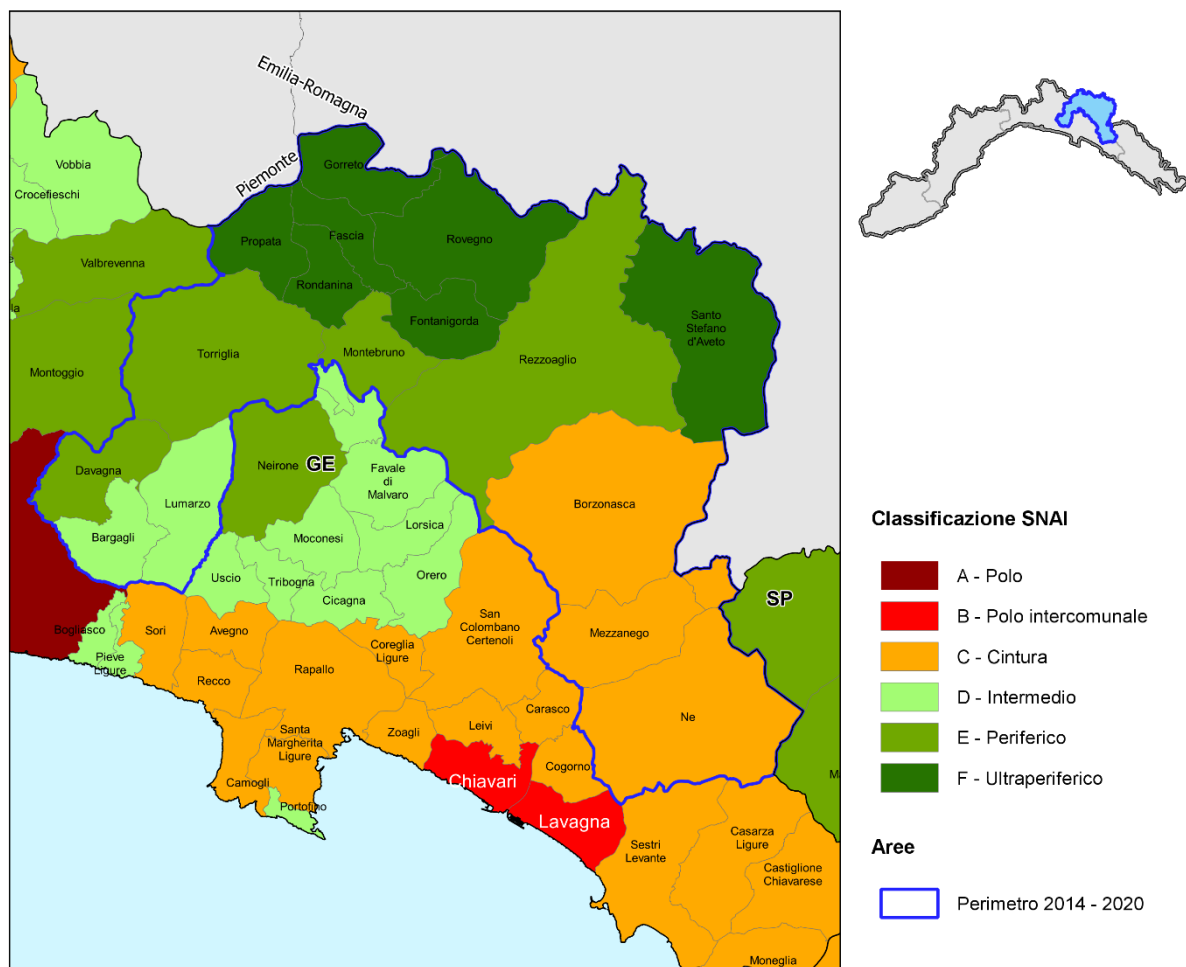 Emilia-Romagna
Piemonte
Vobbia
Crocefieschi
Gorreto
Valbrevenna
Propata
Fascia
Rovegno
Rondanina
la
Fontanigorda
Santo
Stefano
d'Aveto
Torriglia
Montebruno
Rezzoaglio
Montoggio
Neirone
GE
Davagna
Favale
di
Malvaro
Lumarzo
Borzonasca
Lorsica
Bargagli
Moconesi
Uscio
Tribogna
Orero
Cicagna
SP
San
Colombano
Certenoli
Bogliasco
Sori
Avegno
Mezzanego
Coreglia
Ligure
Pieve
Ligure
Rapallo
Recco
Carasco
Ne
Leivi
Santa
Margherita
Ligure
Zoagli
Cogorno
Camogli
Chiavari
Ma
Portofino
Lavagna
Sestri
Levante
Casarza
Ligure
Castiglione
Chiavarese
Moneglia
Classificazione SNAI
A - Polo
B - Polo intercomunale
C - Cintura
D - Intermedio
E - Periferico
F - Ultraperiferico
Aree
Perimetro 2014 - 2020